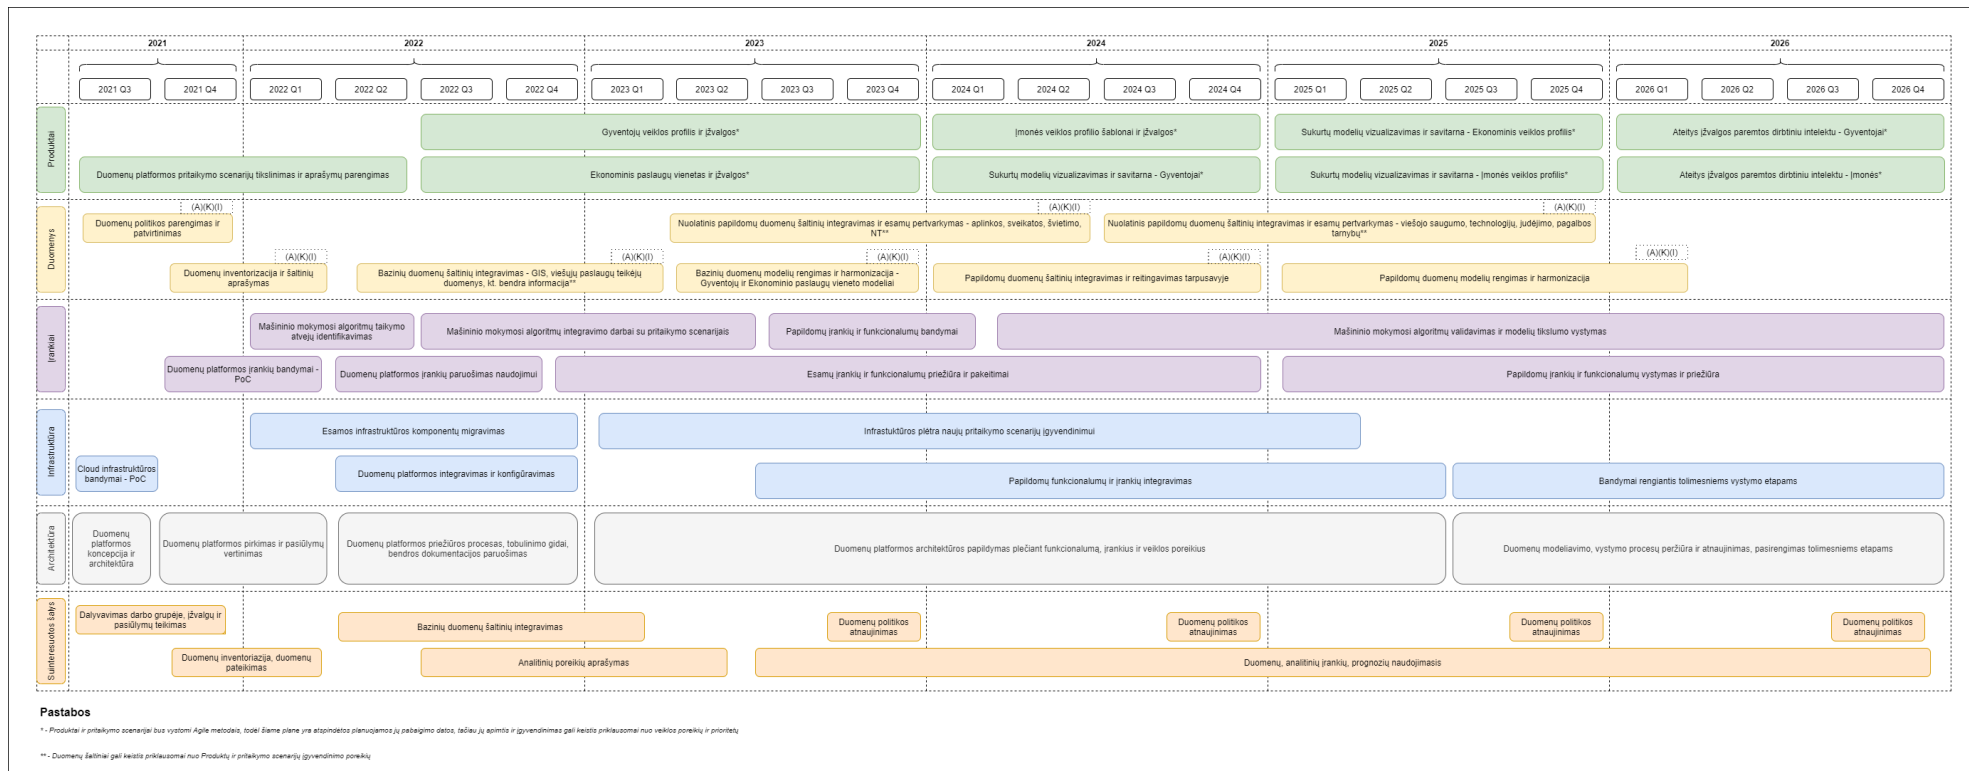 2021
2022
2023
2024
2025
2026
2021 Q3
2021 Q4
2022 Q1
2022 Q2
2022 Q3
2022 Q4
2023 Q1
2023 Q2
2023 Q3
2023 Q4
2024 Q1
2024 Q2
2024 Q3
2024 Q4
2025 Q1
2025 Q2
2025 Q3
2025 Q4
2026 Q1
2026 Q2
2026 Q3
2026 Q4
Produktai
Gyventojų veiklos profilis ir įžvalgos*
Įmonės veiklos profilio šablonai ir įžvalgos*
Sukurtų modelių vizualizavimas ir savitarna - Ekonominis veiklos profilis*
Ateitys įžvalgos paremtos dirbtiniu intelektu - Gyventojai*
Duomenų platformos pritaikymo scenarijų tikslinimas ir aprašymų parengimas
Ekonominis paslaugų vienetas ir įžvalgos*
Sukurtų modelių vizualizavimas ir savitarna - Gyventojai*
Sukurtų modelių vizualizavimas ir savitarna - Įmonės veiklos profilis*
Ateitys įžvalgos paremtos dirbtiniu intelektu - Įmonės*
Duomenys
(A)(K)(I)
(A)(K)(I)
(A)(K)(I)
Duomenų politikos parengimas ir
patvirtinimas
Nuolatinis papildomų duomenų šaltinių integravimas ir esamų pertvarkymas - aplinkos, sveikatos, švietimo,
NT**
Nuolatinis papildomų duomenų šaltinių integravimas ir esamų pertvarkymas - viešojo saugumo, technologijų, judėjimo, pagalbos
tarnybų**
(A)(K)(I)
(A)(K)(I)
(A)(K)(I)
(A)(K)(I)
(A)(K)(I)
Duomenų inventorizacija ir šaltinių
aprašymas
Bazinių duomenų šaltinių integravimas - GIS, viešųjų paslaugų teikėjų
duomenys, kt. bendra informacija**
Bazinių duomenų modelių rengimas ir harmonizacija -
Gyventojų ir Ekonominio paslaugų vieneto modeliai
Papildomų duomenų šaltinių integravimas ir reitingavimas tarpusavyje
Papildomų duomenų modelių rengimas ir harmonizacija
Įrankiai
Mašininio mokymosi algoritmų taikymo
atvejų identifikavimas
Mašininio mokymosi algoritmų integravimo darbai su pritaikymo scenarijais
Papildomų įrankių ir funkcionalumų bandymai
Mašininio mokymosi algoritmų validavimas ir modelių tikslumo vystymas
Duomenų platformos įrankių bandymai -
PoC
Duomenų platformos įrankių paruošimas naudojimui
Esamų įrankių ir funkcionalumų priežiūra ir pakeitimai
Papildomų įrankių ir funkcionalumų vystymas ir priežiūra
Infrastruktūra
Esamos infrastruktūros komponentų migravimas
Infrastuktūros plėtra naujų pritaikymo scenarijų įgyvendinimui
Cloud infrastruktūros
bandymai - PoC
Duomenų platformos integravimas ir konfigūravimas
Papildomų funkcionalumų ir įrankių integravimas
Bandymai rengiantis tolimesniems vystymo etapams
Architektūra
Duomenų
platformos
koncepcija ir
architektūra
Duomenų platformos pirkimas ir pasiūlymų
vertinimas
Duomenų platformos priežiūros procesas, tobulinimo gidai,
bendros dokumentacijos paruošimas
Duomenų platformos architektūros papildymas plečiant funkcionalumą, įrankius ir veiklos poreikius
Duomenų modeliavimo, vystymo procesų peržiūra ir atnaujinimas, pasirengimas tolimesniems etapams
Suinteresuotos šalys
Dalyvavimas darbo grupėje, įžvalgų ir
pasiūlymų teikimas
Bazinių duomenų šaltinių integravimas
Duomenų politikos
atnaujinimas
Duomenų politikos
atnaujinimas
Duomenų politikos
atnaujinimas
Duomenų politikos
atnaujinimas
Duomenų inventoriazija, duomenų
pateikimas
Analitinių poreikių aprašymas
Duomenų, analitinių įrankių, prognozių naudojimasis
Pastabos
* - Produktai ir pritaikymo scenarijai bus vystomi Agile metodais, todėl šiame plane yra atspindėtos planuojamos jų pabaigimo datos, tačiau jų apimtis ir įgyvendinimas gali keistis priklausomai nuo veiklos poreikių ir prioritetų
** - Duomenų šaltiniai gali keistis priklausomai nuo Produktų ir pritaikymo scenarijų įgyvendinimo poreikių